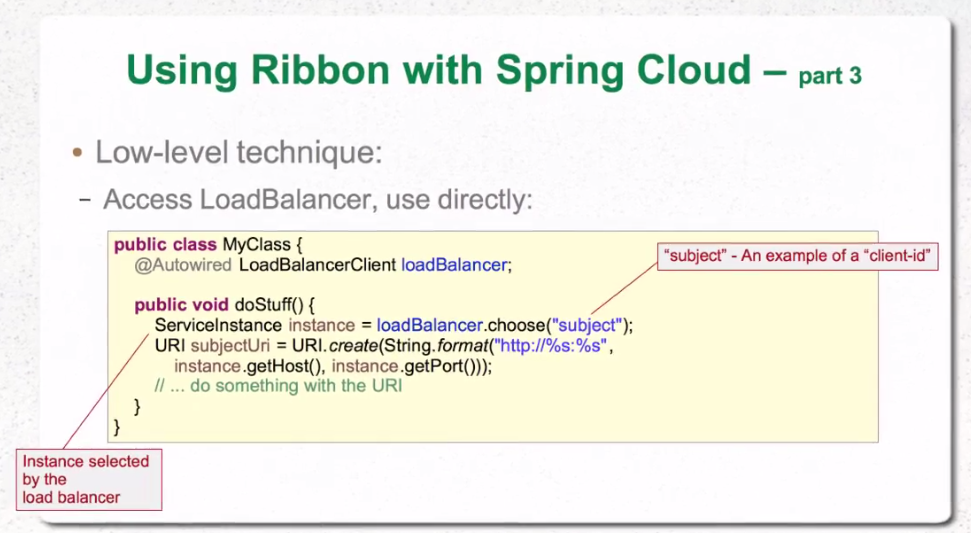 Using Ribbon with Spring Cloud – part 3
• Low-level technique:
– Access LoadBalancer, use directly:
public class MyClass {
@Autowired LoadBalancerClient loadBalancer;
"subject" - An example of a "client-id"
public void doStuff() {
ServiceInstance instance = loadBalancer.choose("subject");
URI subjectUri = URI.create(String.format("http://%s:%s",
instance.getHost(), instance.getPort()));
// ... do something with the URI
}
}
Instance selected
by the
load balancer